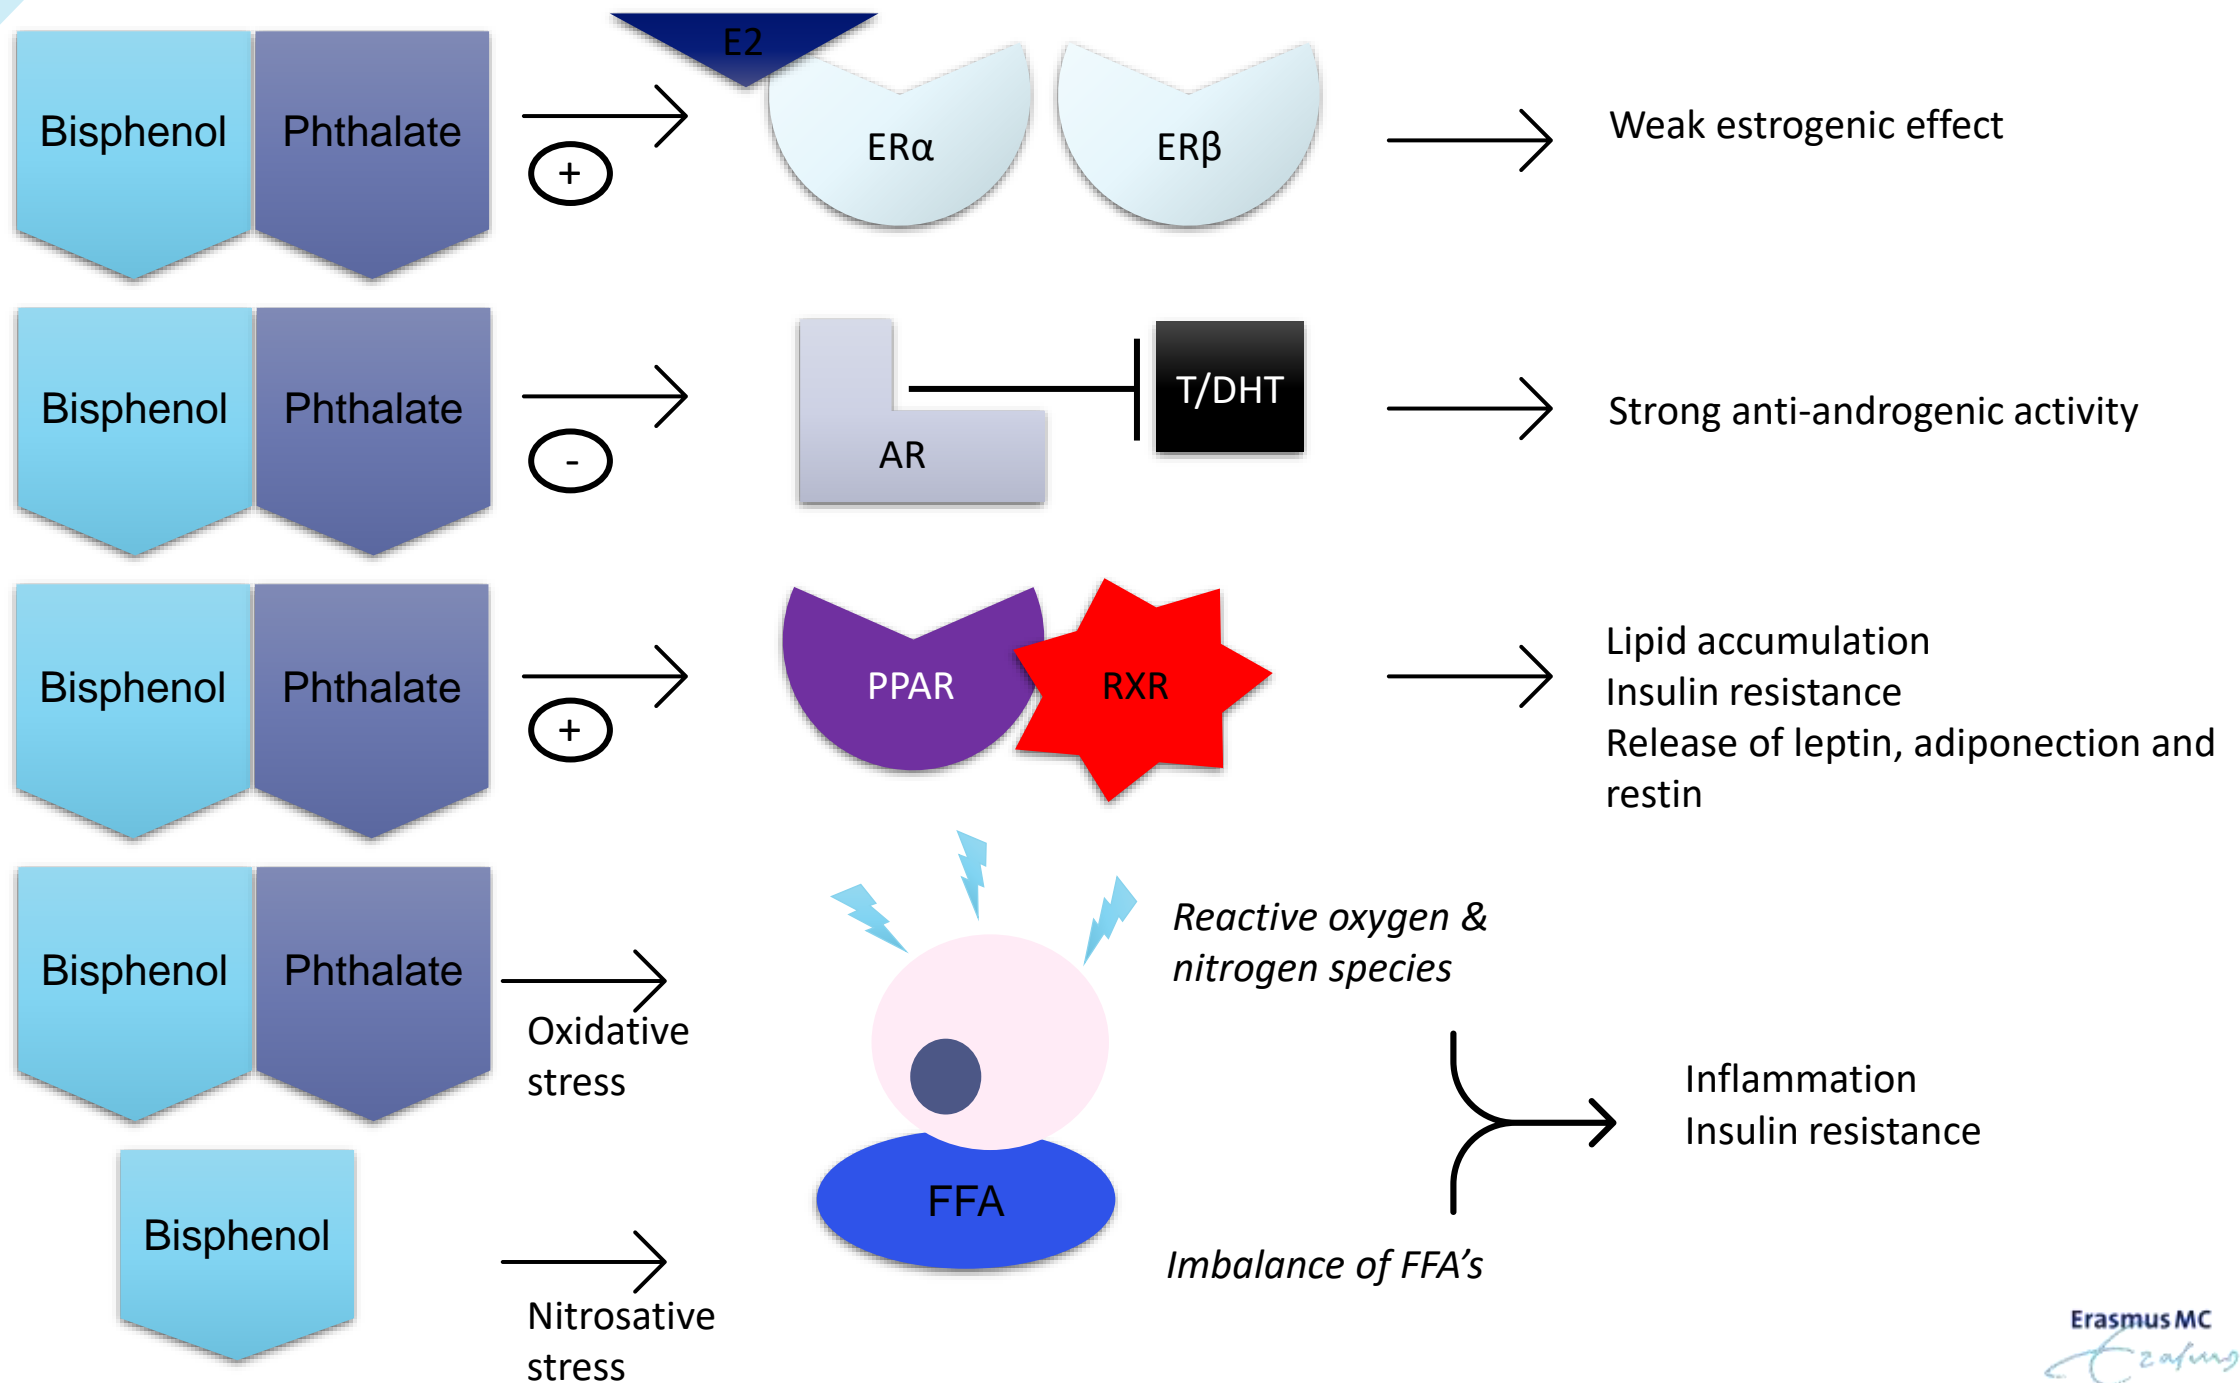 E2
Bisphenol
Phthalate
+
ERα
ERβ
Weak estrogenic effect
Bisphenol
Phthalate
-
AR
T/DHT
Strong anti-androgenic activity
Bisphenol
Phthalate
+
PPAR
RXR
Lipid accumulation
Insulin resistance
Release of leptin, adiponection and
restin
Bisphenol
Phthalate
Oxidative
stress
Reactive oxygen &
nitrogen species
Inflammation
Insulin resistance
Bisphenol
Nitrosative
stress
FFA
Imbalance of FFA's
Erasmus MC
Erasmus